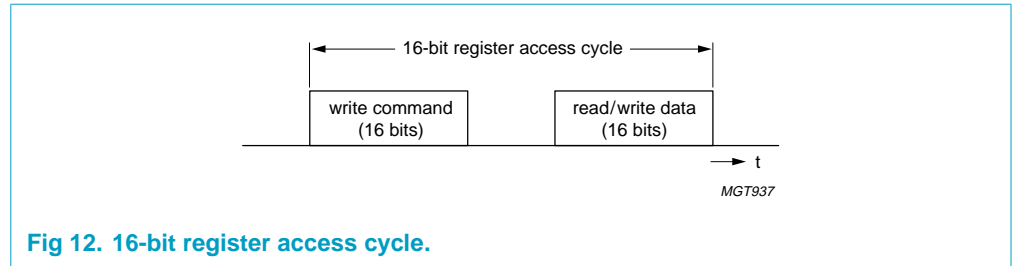 16-bit register access cycle
write command
(16 bits)
read/write data
(16 bits)
t
MGT937
Fig 12. 16-bit register access cycle.